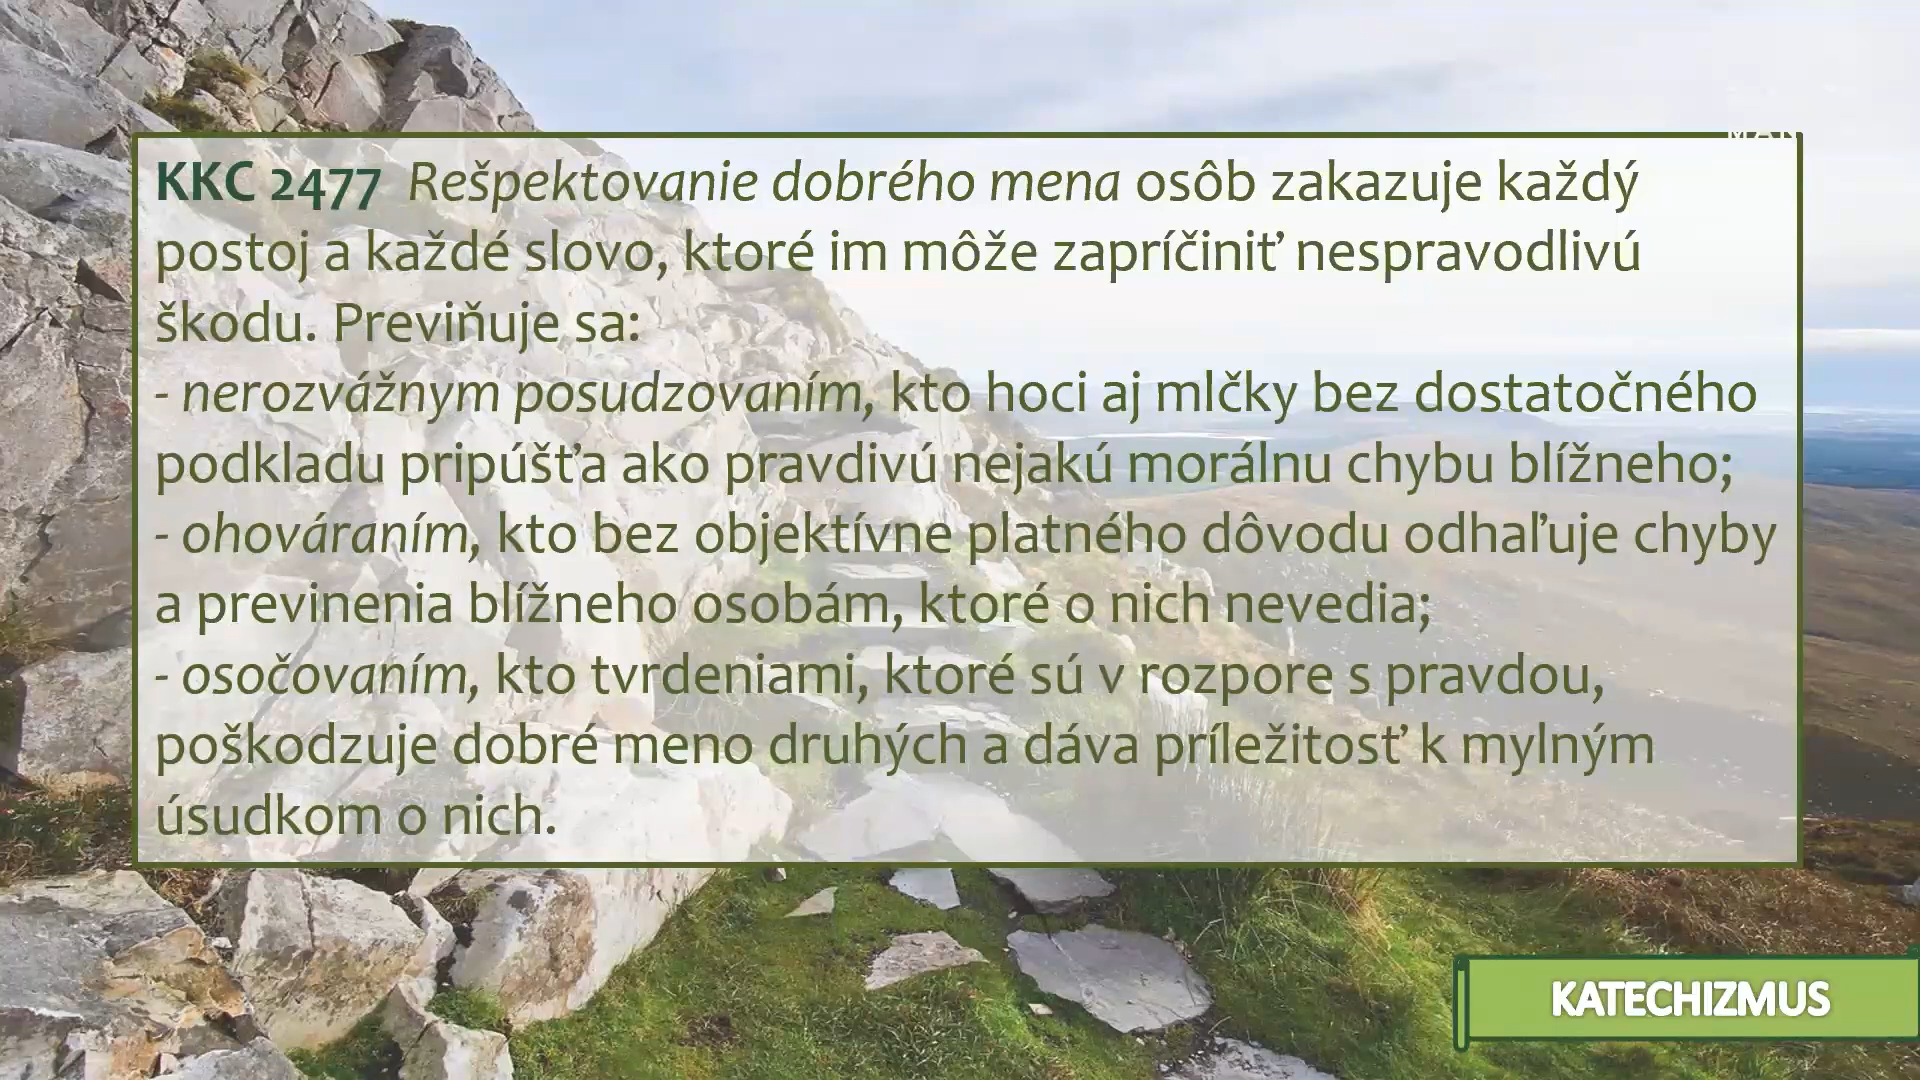 KKC 2477 Rešpektovanie dobrého mena osôb zakazuje každý
postoj a každé slovo, ktoré im môže zapríčiniť nespravodlivú
škodu. Previňuje sa:
- nerozvážnym posudzovaním, kto hoci aj mlčky bez dostatočného
podkladu pripúšťa ako pravdivú nejakú morálnu chybu blížneho;
- ohováraním, kto bez objektívne platného dôvodu odhaľuje chyby
a previnenia blížneho osobám, ktoré o nich nevedia;
- osočovaním, kto tvrdeniami, ktoré sú v rozpore s pravdou,
poškodzuje dobré meno druhých a dáva príležitosť k mylným
úsudkom o nich.
KATECHIZMUS